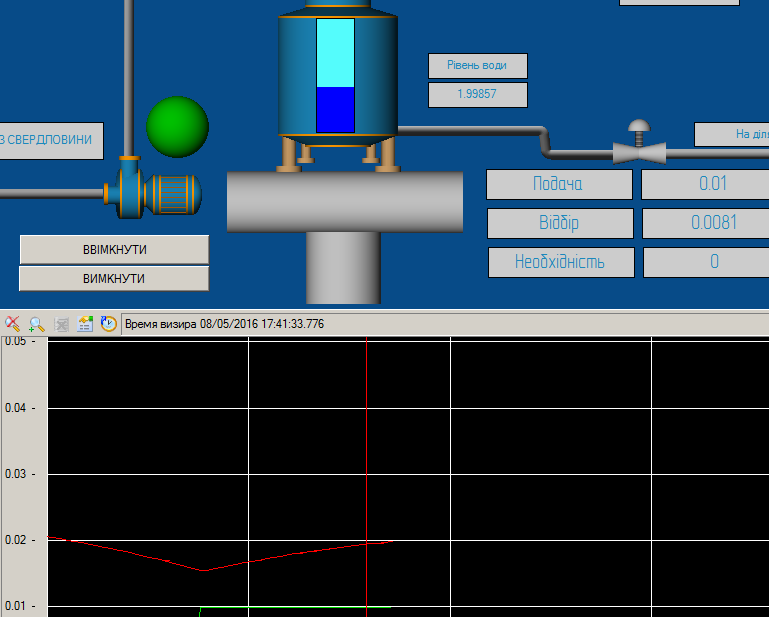 Рівень води
1.99857
З СВЕРДЛОВИНИ
На діля
Подача
0.01
Відбір
0.0081
Необхідність
0
ВВІМКНУТИ
ВИМКНУТИ
Время визира 08/05/2016 17:41:33.776
0.05
0.04
0.03
0.02
0.01